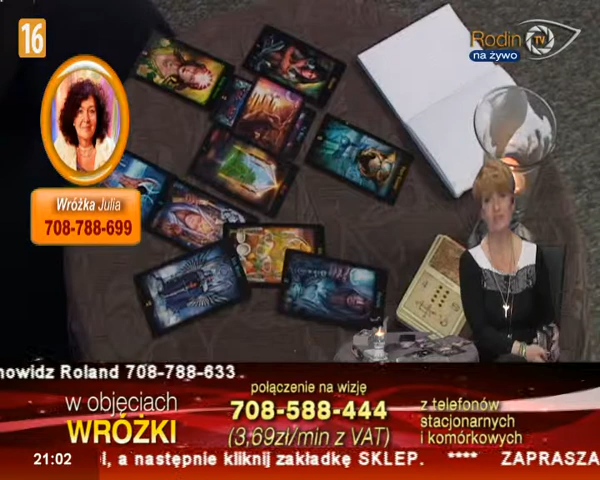 16
Rodin TV
na żywo
Wróżka Julia
708-788-699
nowidz Roland 708-788-633
w objęciach
WRÓŻKI
połączenie na wizję
708-588-444
(3,69zł/min z VAT)
z telefonów
stacjonarnych
i komórkowych
21:02
l, a następnie kliknij zakładkę SKLEP. **** ZAPRASZA